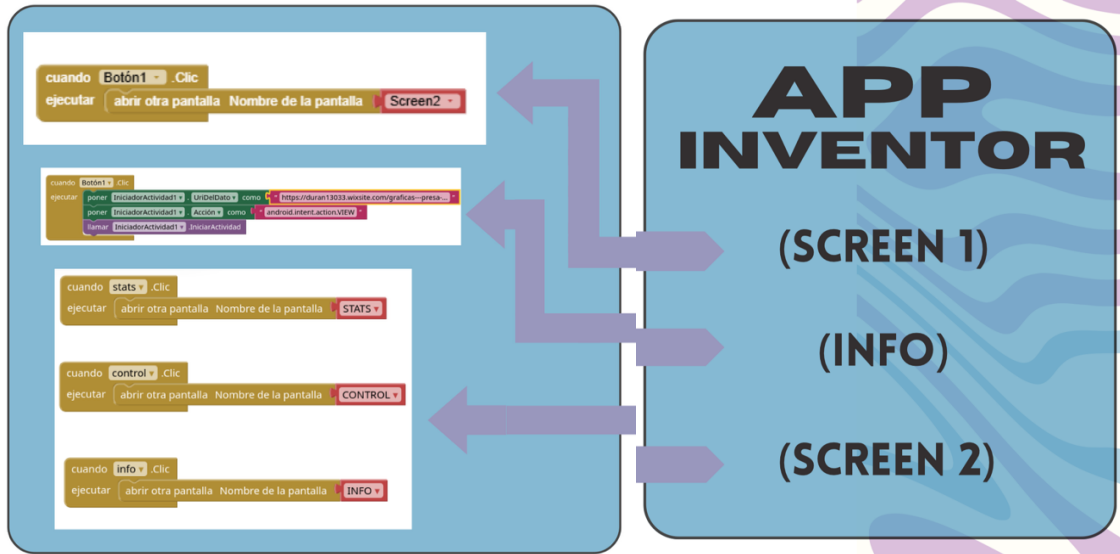 cuando Botón1 .Clic
ejecutar abrir otra pantalla Nombre de la pantalla Screen2
cuando Botón1 .Clic
ejecutar poner IniciadorActividad1 . UriDelDato como " https://duran13033.wixsite.com/graficas---presa-... "
poner IniciadorActividad1 . Acción como " android.intent.action.VIEW "
llamar IniciadorActividad1 .IniciarActividad
cuando stats .Clic
ejecutar abrir otra pantalla Nombre de la pantalla STATS
cuando control .Clic
ejecutar abrir otra pantalla Nombre de la pantalla CONTROL
cuando info .Clic
ejecutar abrir otra pantalla Nombre de la pantalla INFO
APP
INVENTOR
(SCREEN 1)
(INFO)
(SCREEN 2)